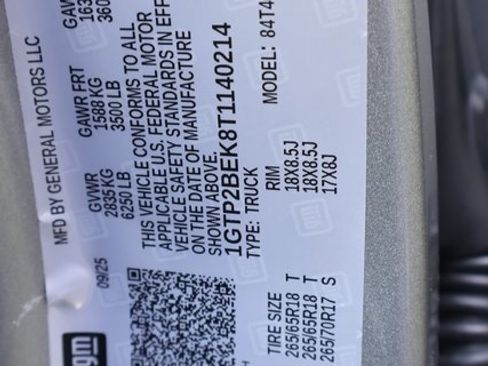 MFD BY GENERAL MOTORS LLC
09/25
GVWR
2835 KG
6250 LB
GAWR FRT
1588 KG
3500 LB
THIS VEHICLE CONFORMS TO ALL
APPLICABLE U.S. FEDERAL MOTOR
VEHICLE SAFETY STANDARDS IN
ON THE DATE OF MANUFACTURE
SHOWN ABOVE.
1GTP2BEK8T1140214
TYPE: TRUCK
MODEL:
gm
TIRE SIZE RIM
265/65R18 T 18X8.5J
265/65R18 T 18X8.5J
265/70R17 S 17X8J